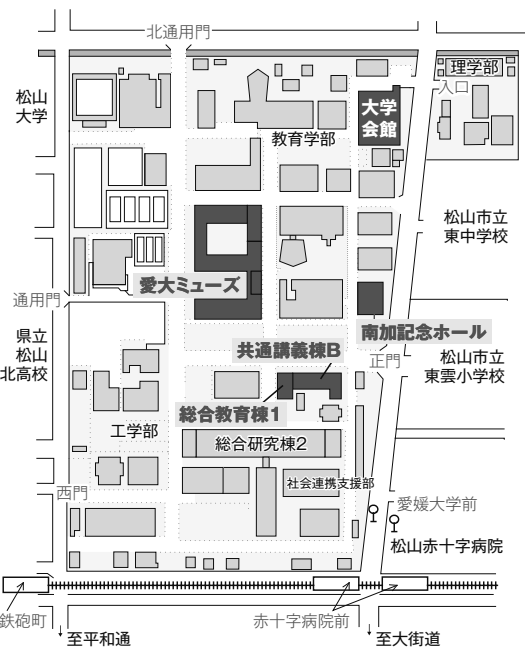 北通用門
理学部
入口
松山
大学
大学
会館
教育学部
松山市立
東中学校
愛大ミューズ
通用門
南加記念ホール
県立
松山
北高校
共通講義棟B
正門
松山市立
東雲小学校
総合教育棟1
工学部
総合研究棟2
社会連携支援部
西門
愛媛大学前
松山赤十字病院
鉄砲町
赤十字病院前
至平和通
至大街道